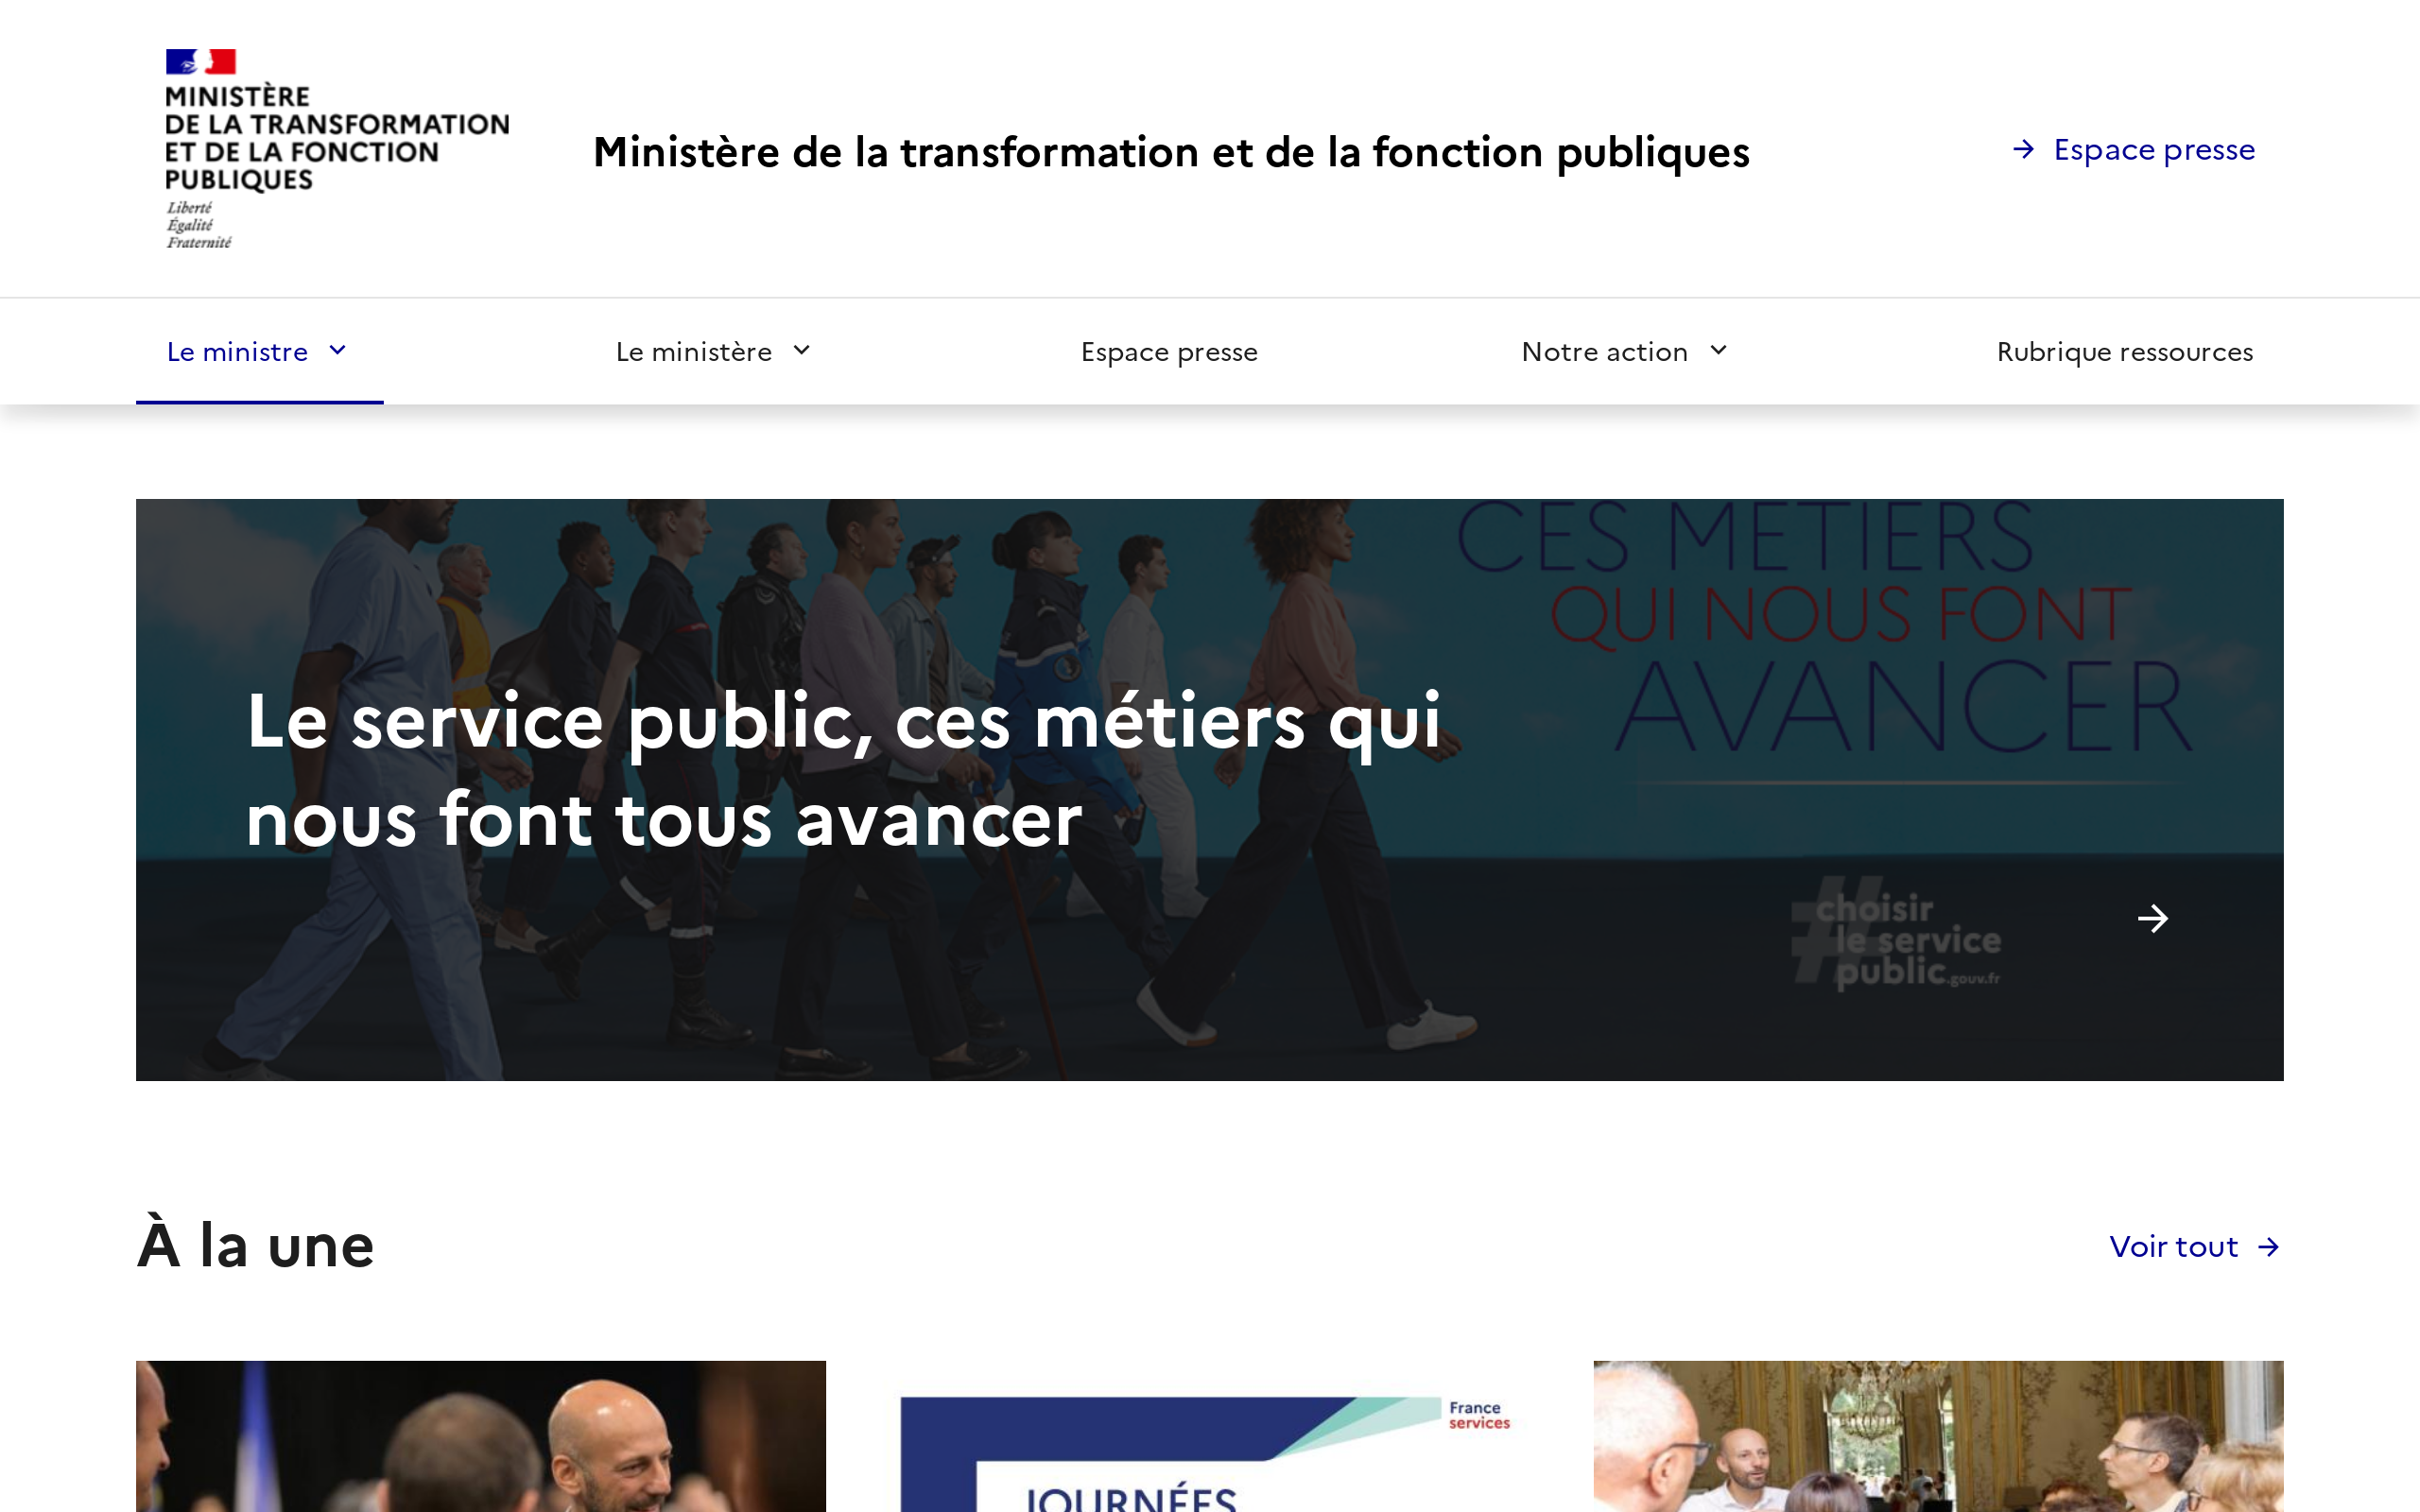 MINISTÈRE
DE LA TRANSFORMATION
ET DE LA FONCTION
PUBLIQUES
Liberté
Égalité
Fraternité
Ministère de la transformation et de la fonction publiques
Espace presse
Le ministre
Le ministère
Espace presse
Notre action
Rubrique ressources
CES METIERS
QUI NOUS FONT
AVANCER
Le service public, ces métiers qui
nous font tous avancer
#choisir
le service
public.gouv.fr
À la une
Voir tout
France
services
JOURNÉES